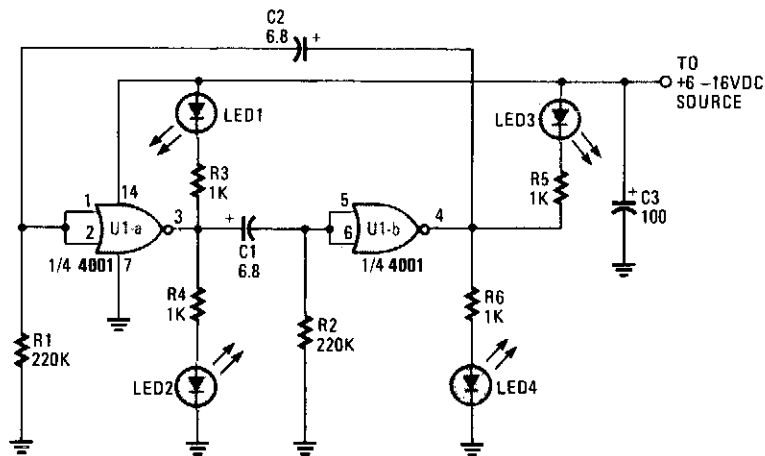 C2
6.8
+
TO
+6 -16VDC
SOURCE
LED1
LED3
R3
1K
R5
1K
+
C3
100
14
1
2
U1-a
3
7
1/4 4001
+
C1
6.8
5
6
U1-b
4
1/4 4001
R4
1K
R6
1K
R1
220K
R2
220K
LED2
LED4